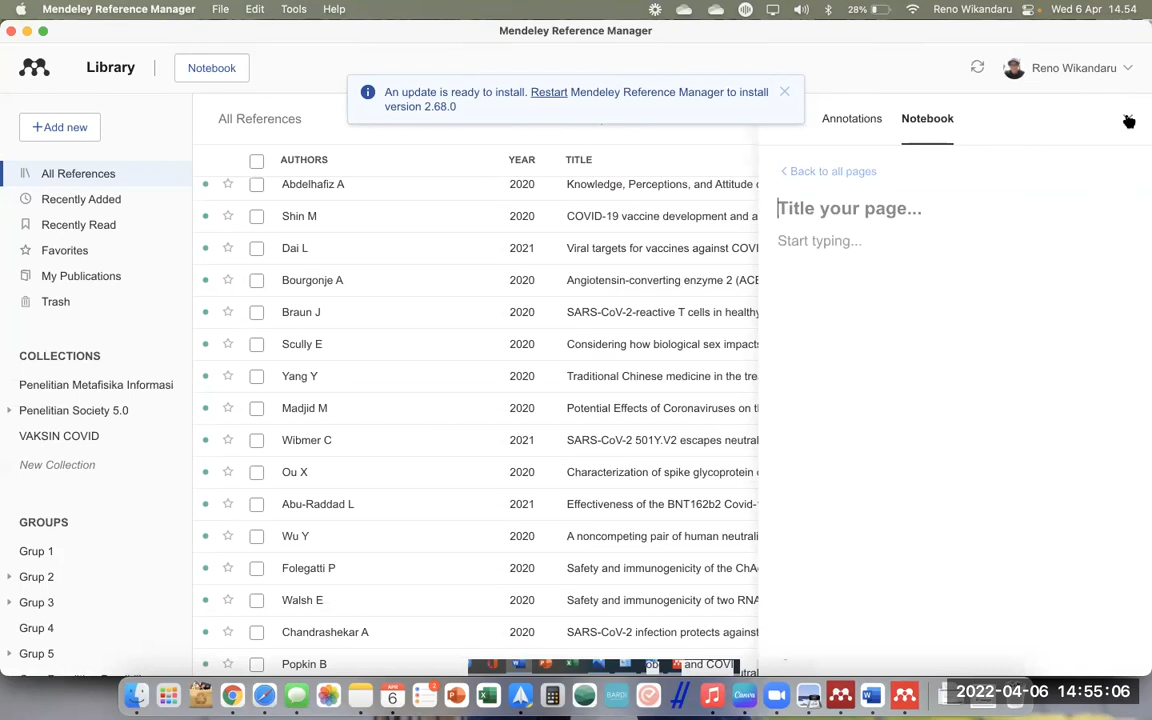 Mendeley Reference Manager File Edit Tools Help 28% Reno Wikandaru Wed 6 Apr 14.54
Mendeley Reference Manager
Library Notebook Reno Wikandaru
An update is ready to install. Restart Mendeley Reference Manager to install
version 2.68.0
+Add new
All References
Recently Added
Recently Read
Favorites
My Publications
Trash
COLLECTIONS
Penelitian Metafisika Informasi
Penelitian Society 5.0
VAKSIN COVID
New Collection
GROUPS
Grup 1
Grup 2
Grup 3
Grup 4
Grup 5
All References
AUTHORS YEAR TITLE
Abdelhafiz A 2020 Knowledge, Perceptions, and Attitude
Shin M 2020 COVID-19 vaccine development and a
Dai L 2021 Viral targets for vaccines against COVI
Bourgonje A 2020 Angiotensin-converting enzyme 2 (ACE
Braun J 2020 SARS-CoV-2-reactive T cells in healthy
Scully E 2020 Considering how biological sex impacts
Yang Y 2020 Traditional Chinese medicine in the trea
Madjid M 2020 Potential Effects of Coronaviruses on t
Wibmer C 2021 SARS-CoV-2 501Y.V2 escapes neutral
Ou X 2020 Characterization of spike glycoprotein
Abu-Raddad L 2021 Effectiveness of the BNT162b2 Covid-
Wu Y 2020 A noncompeting pair of human neutrali
Folegatti P 2020 Safety and immunogenicity of the ChA
Walsh E 2020 Safety and immunogenicity of two RNA
Chandrashekar A 2020 SARS-CoV-2 infection protects against
Popkin B and COVI
Annotations Notebook
Back to all pages
Title your page...
Start typing...
2022-04-06 14:55:06